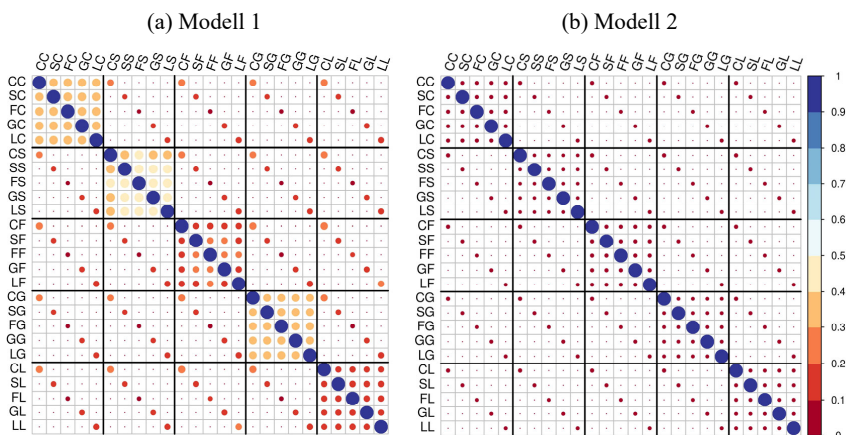 (a) Modell 1
(b) Modell 2
CC SC FC GC LC CS SS FS GS LS CF SF FF GF LF CG SG FG GG LG CL SL FL GL LL
CC
SC
FC
GC
LC
CS
SS
FS
GS
LS
CF
SF
FF
GF
LF
CG
SG
FG
GG
LG
CL
SL
FL
GL
LL
CC SC FC GC LC CS SS FS GS LS CF SF FF GF LF CG SG FG GG LG CL SL FL GL LL
CC
SC
FC
GC
LC
CS
SS
FS
GS
LS
CF
SF
FF
GF
LF
CG
SG
FG
GG
LG
CL
SL
FL
GL
LL
1
0.9
0.8
0.7
0.6
0.5
0.4
0.3
0.2
0.1
0